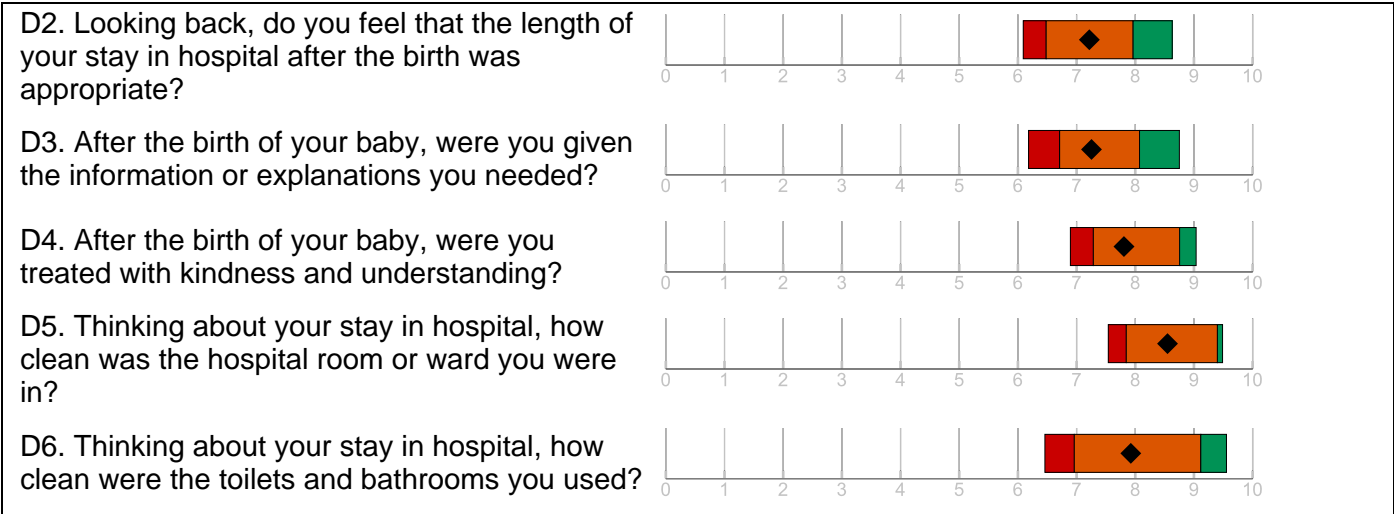 D2. Looking back, do you feel that the length of
your stay in hospital after the birth was
appropriate?
0 1 2 3 4 5 6 7 8 9 10
D3. After the birth of your baby, were you given
the information or explanations you needed?
0 1 2 3 4 5 6 7 8 9 10
D4. After the birth of your baby, were you
treated with kindness and understanding?
0 1 2 3 4 5 6 7 8 9 10
D5. Thinking about your stay in hospital, how
clean was the hospital room or ward you were
in?
0 1 2 3 4 5 6 7 8 9 10
D6. Thinking about your stay in hospital, how
clean were the toilets and bathrooms you used?
0 1 2 3 4 5 6 7 8 9 10